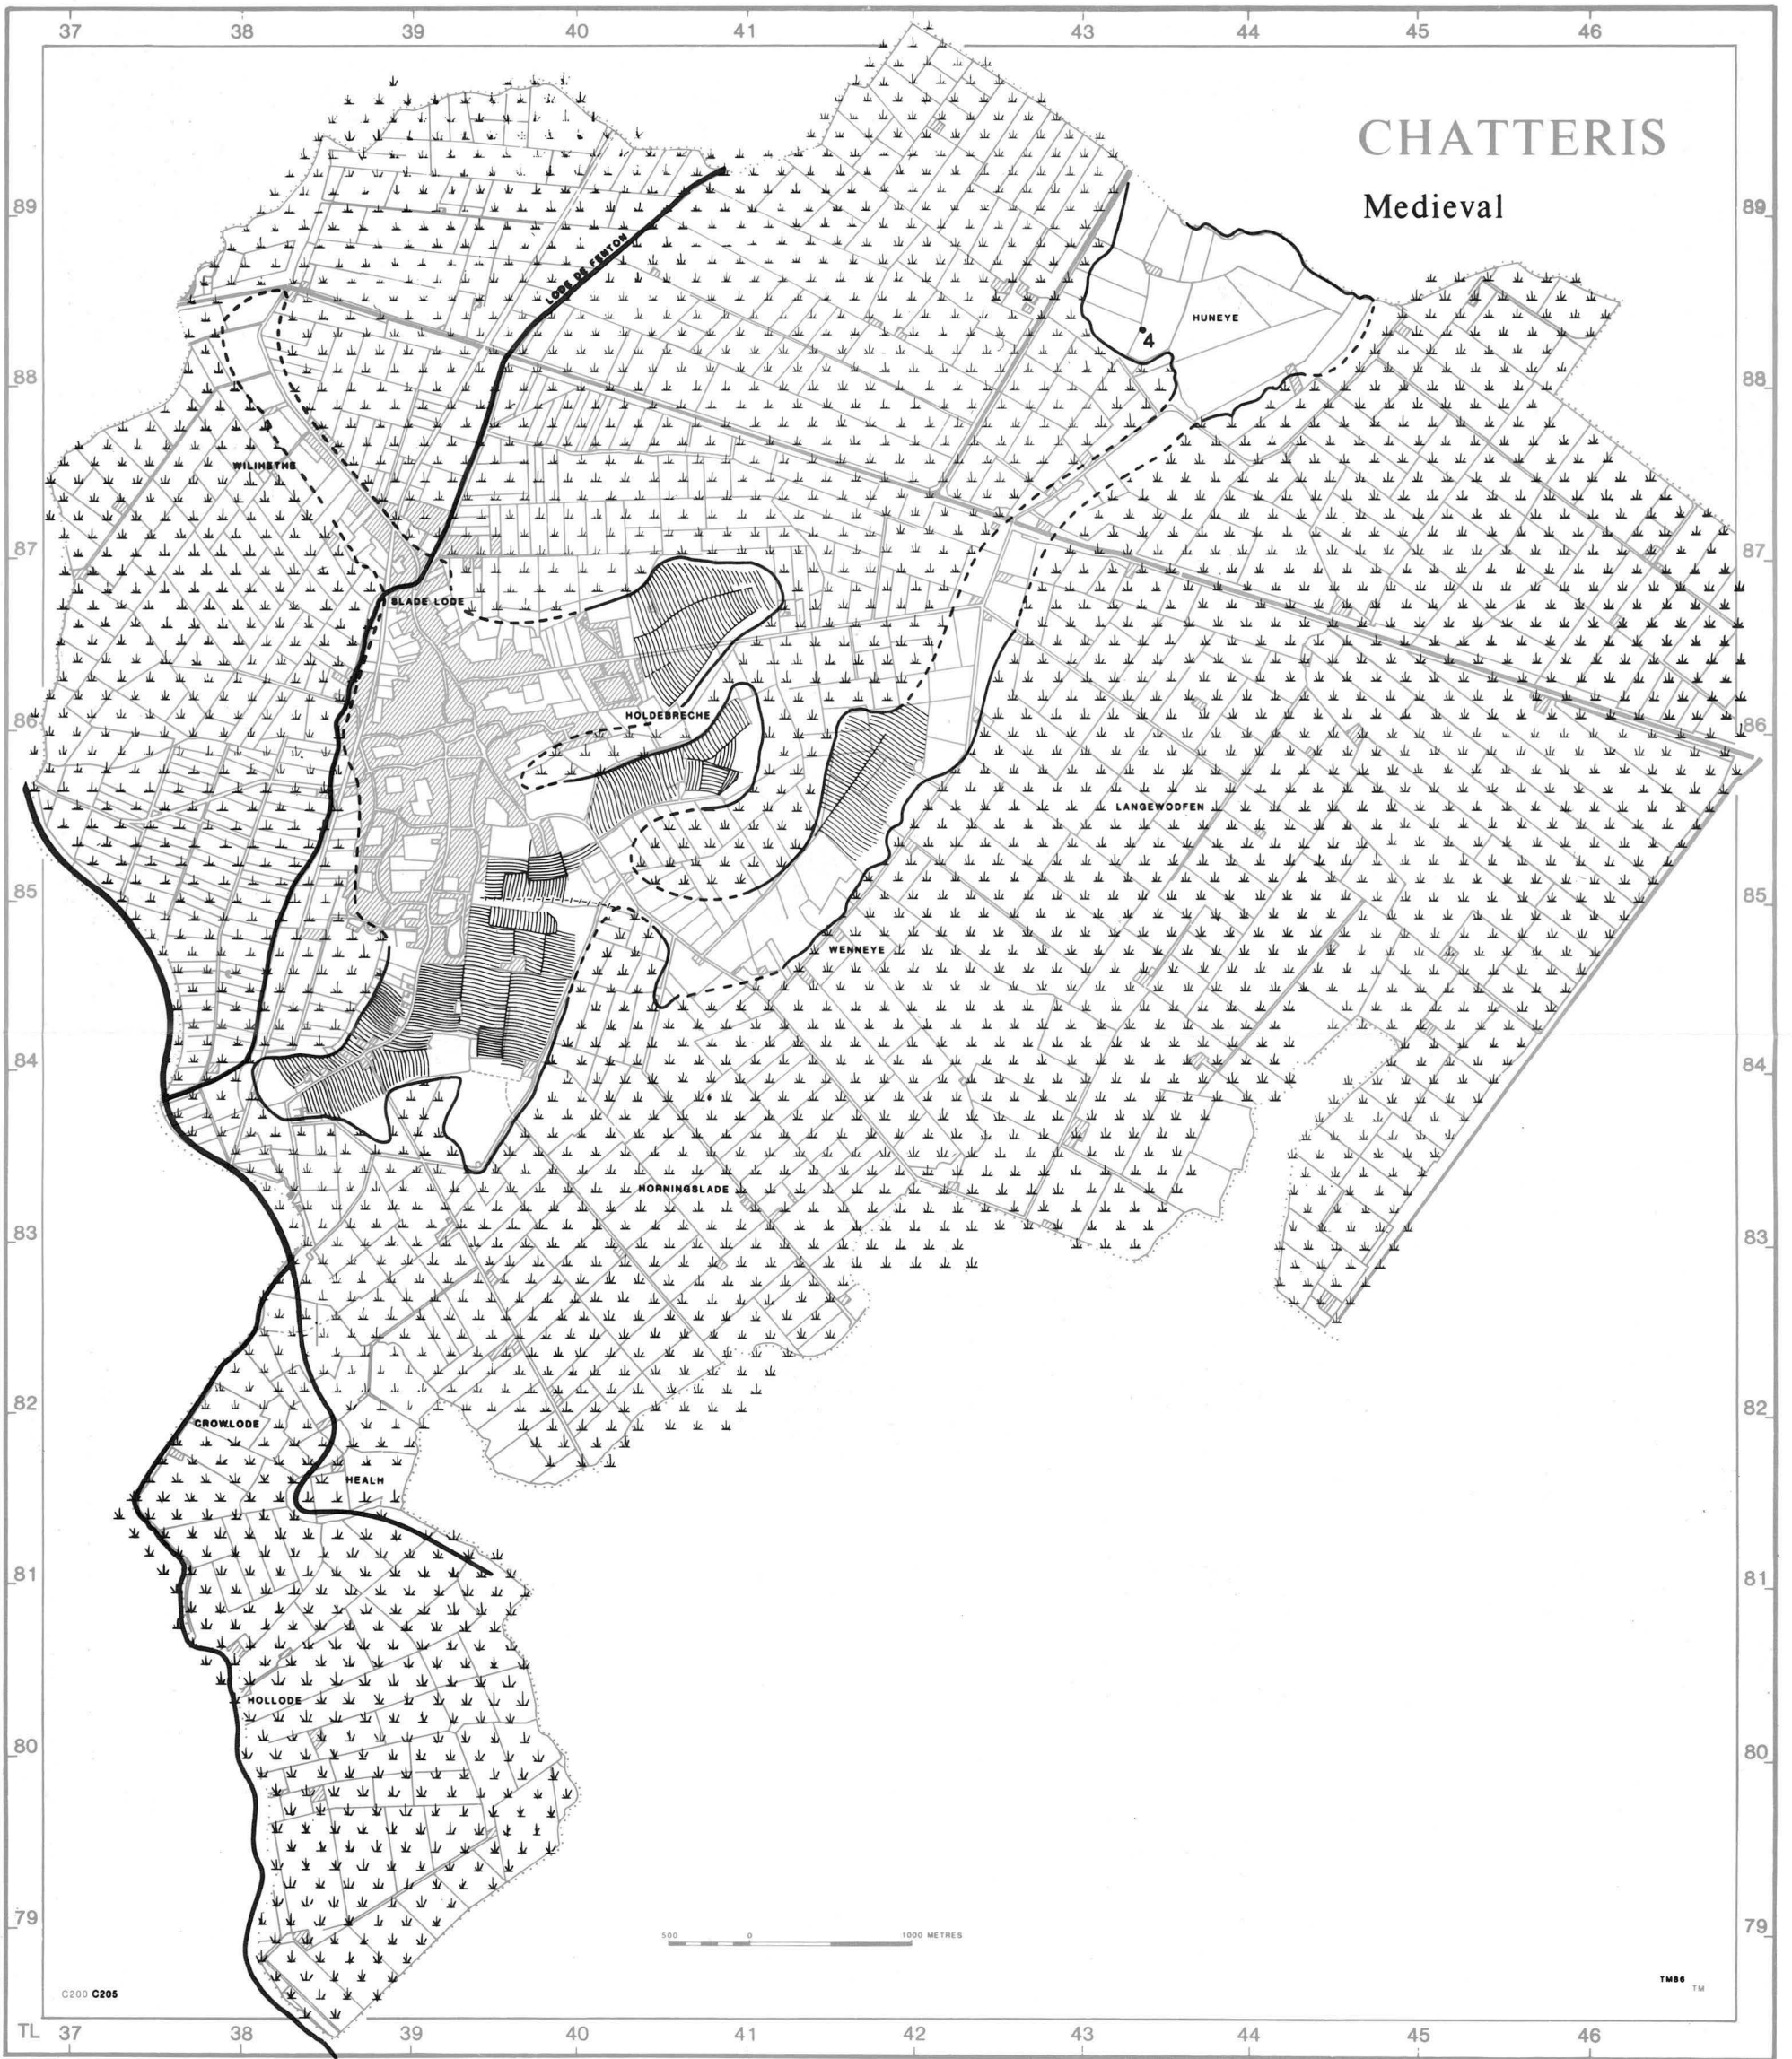 37 38 39 40 41 42 43 44 45 46
CHATTERIS
Medieval
89 89
LODE DE FENTON
HUNEYE
4
88 88
WILIHETHE
87 87
SLADE LODE
86 HOLDEBRECHE 86
LANGEWODFEN
85 85
WENNEYE
84 84
HORNINGSLADE
83 83
82 82
CROWLODE
HEALH
81 81
HOLLODE
80 80
79 79
500 0 1000 METRES
C200 C205
TM86
TM
TL 37 38 39 40 41 42 43 44 45 46